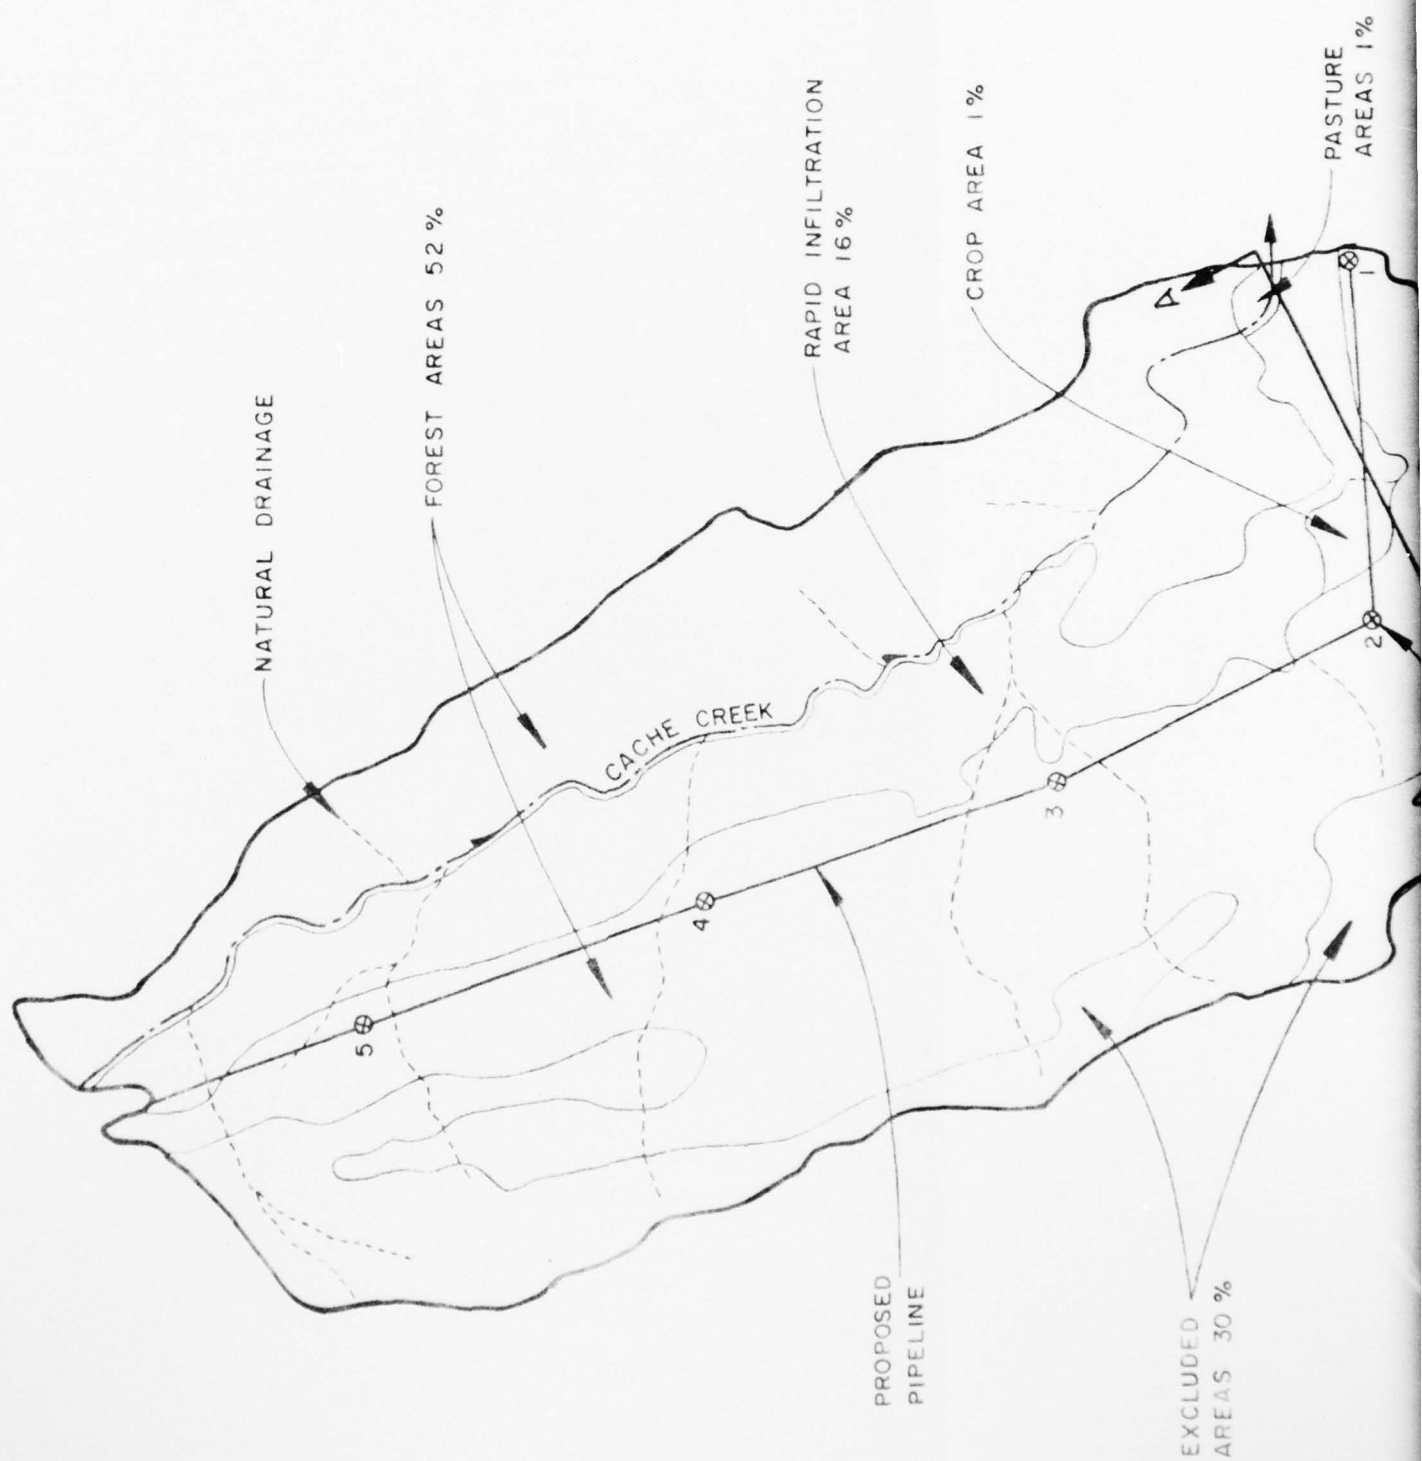 NATURAL DRAINAGE
FOREST AREAS 52%
RAPID INFILTRATION
AREA 16%
CROP AREA 1%
PASTURE
AREAS 1%
A
CACHE CREEK
1
2
3
4
5
PROPOSED
PIPELINE
EXCLUDED
AREAS 30%